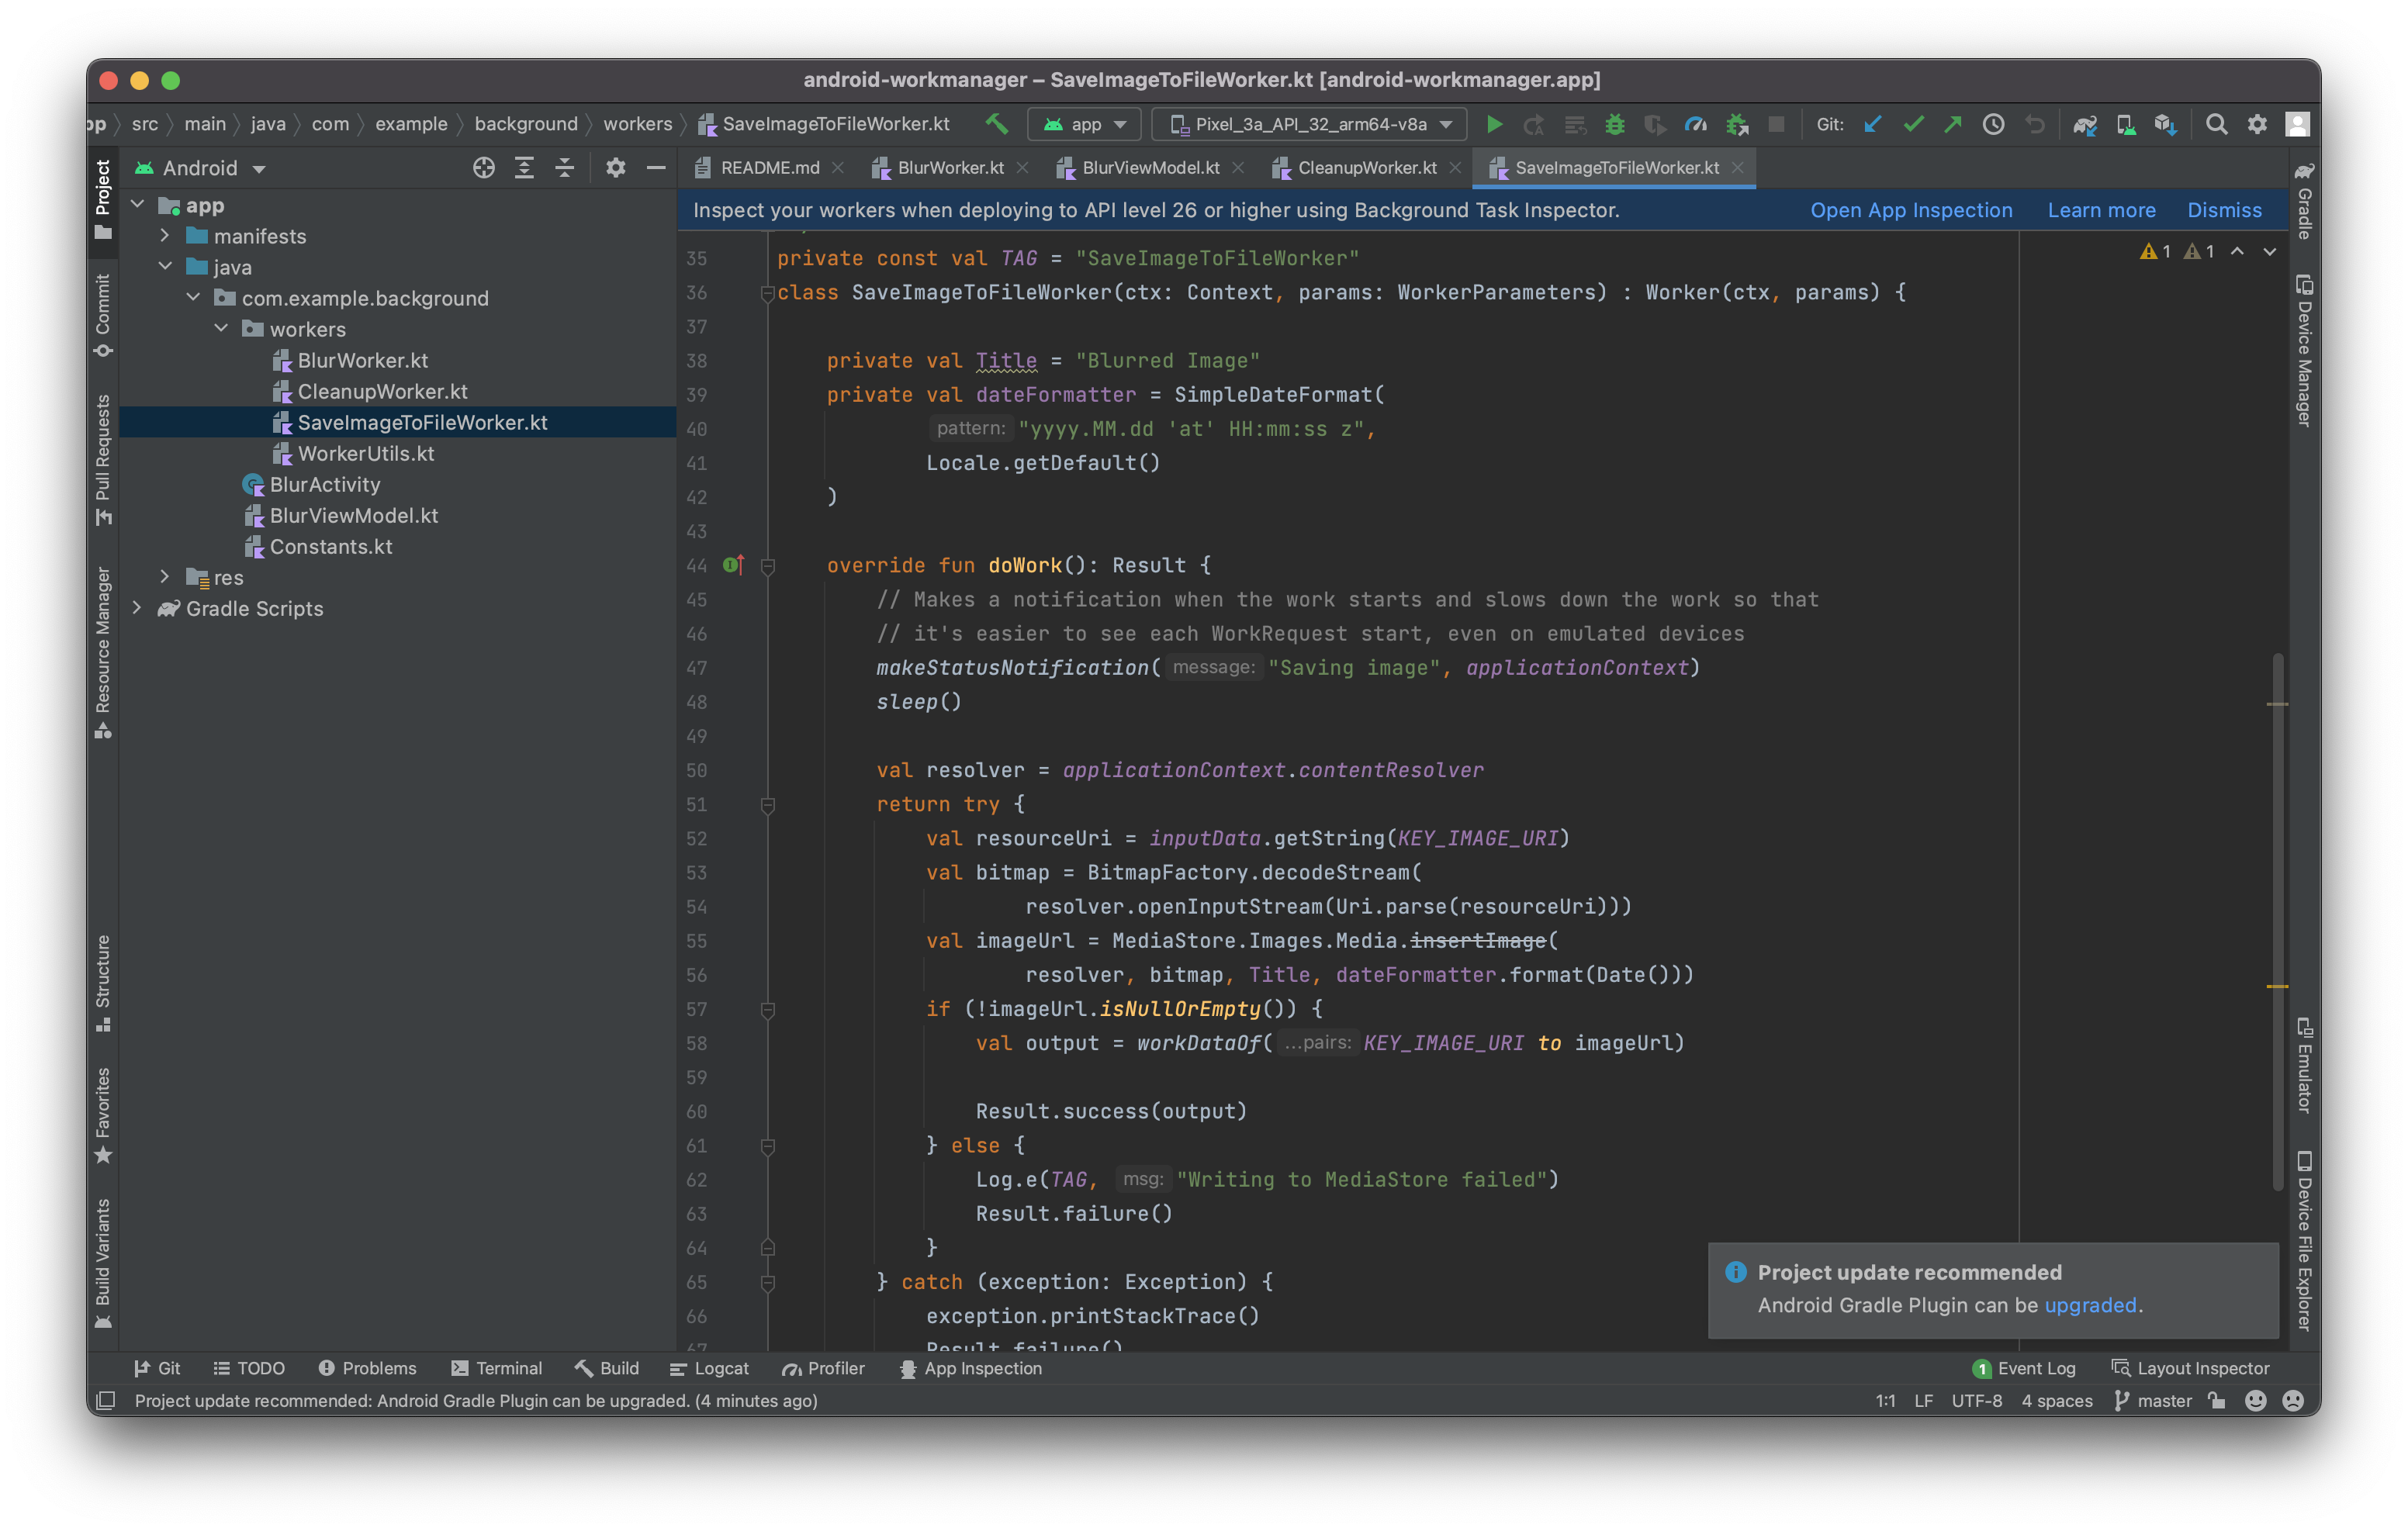 android-workmanager – SaveImageToFileWorker.kt [android-workmanager.app]
src main java com example background workers SaveImageToFileWorker.kt app Pixel_3a_API_32_arm64-v8a Git:
Android README.md BlurWorker.kt BlurViewModel.kt CleanupWorker.kt SaveImageToFileWorker.kt
Inspect your workers when deploying to API level 26 or higher using Background Task Inspector. Open App Inspection Learn more Dismiss
Project
Commit
Pull Requests
Resource Manager
Structure
Favorites
Build Variants
app
manifests
java
com.example.background
workers
BlurWorker.kt
CleanupWorker.kt
SaveImageToFileWorker.kt
WorkerUtils.kt
BlurActivity
BlurViewModel.kt
Constants.kt
res
Gradle Scripts
1 1
35 private const val TAG = "SaveImageToFileWorker"
36 class SaveImageToFileWorker(ctx: Context, params: WorkerParameters) : Worker(ctx, params) {
37
38 private val Title = "Blurred Image"
39 private val dateFormatter = SimpleDateFormat(
40 pattern: "yyyy.MM.dd 'at' HH:mm:ss z",
41 Locale.getDefault()
42 )
43
44 override fun doWork(): Result {
45 // Makes a notification when the work starts and slows down the work so that
46 // it's easier to see each WorkRequest start, even on emulated devices
47 makeStatusNotification( message: "Saving image", applicationContext)
48 sleep()
49
50 val resolver = applicationContext.contentResolver
51 return try {
52 val resourceUri = inputData.getString(KEY_IMAGE_URI)
53 val bitmap = BitmapFactory.decodeStream(
54 resolver.openInputStream(Uri.parse(resourceUri)))
55 val imageUrl = MediaStore.Images.Media.insertImage(
56 resolver, bitmap, Title, dateFormatter.format(Date()))
57 if (!imageUrl.isNullOrEmpty()) {
58 val output = workDataOf( ...pairs: KEY_IMAGE_URI to imageUrl)
59
60 Result.success(output)
61 } else {
62 Log.e(TAG, msg: "Writing to MediaStore failed")
63 Result.failure()
64 }
65 } catch (exception: Exception) {
66 exception.printStackTrace()
67 Result.failure()
Gradle
Device Manager
Emulator
Device File Explorer
Project update recommended
Android Gradle Plugin can be upgraded.
Git TODO Problems Terminal Build Logcat Profiler App Inspection 1 Event Log Layout Inspector
Project update recommended: Android Gradle Plugin can be upgraded. (4 minutes ago) 1:1 LF UTF-8 4 spaces master